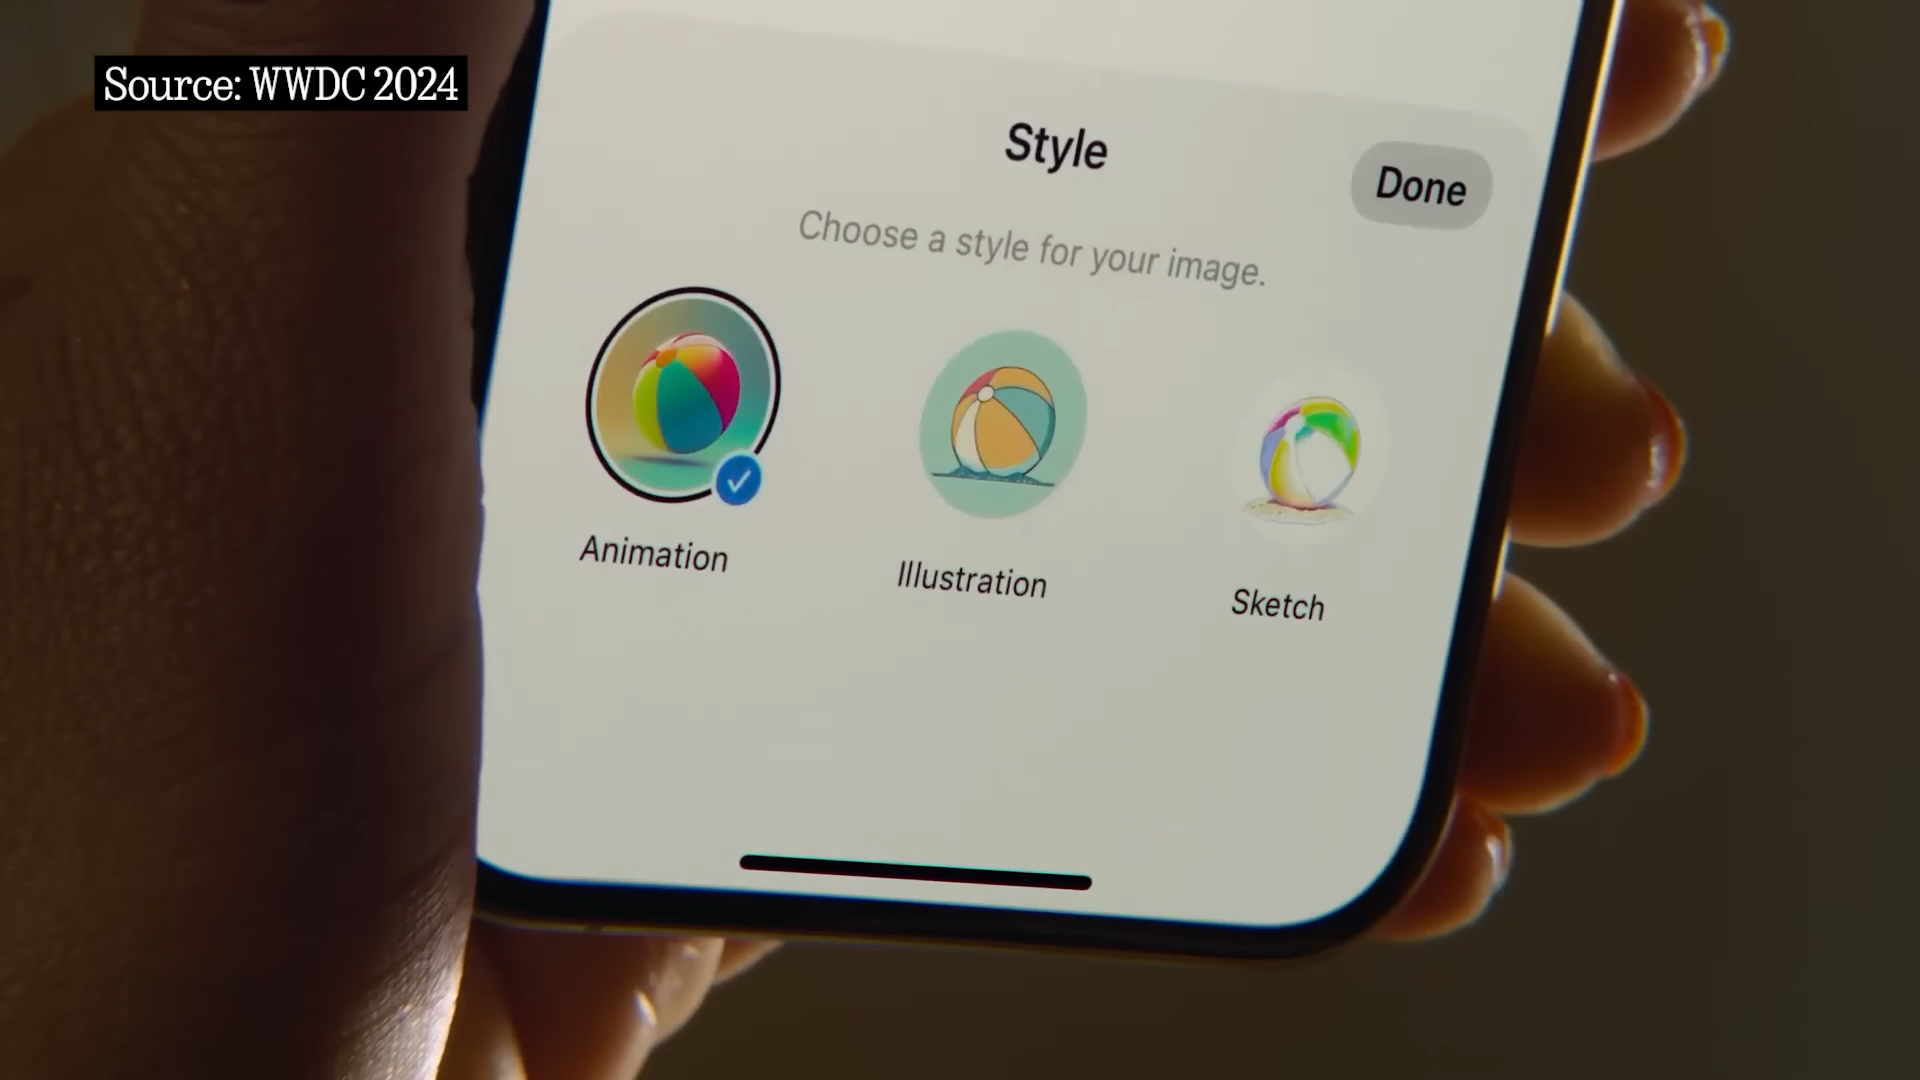 Source: WWDC 2024
Style
Done
Choose a style for your image.
Animation
Illustration
Sketch